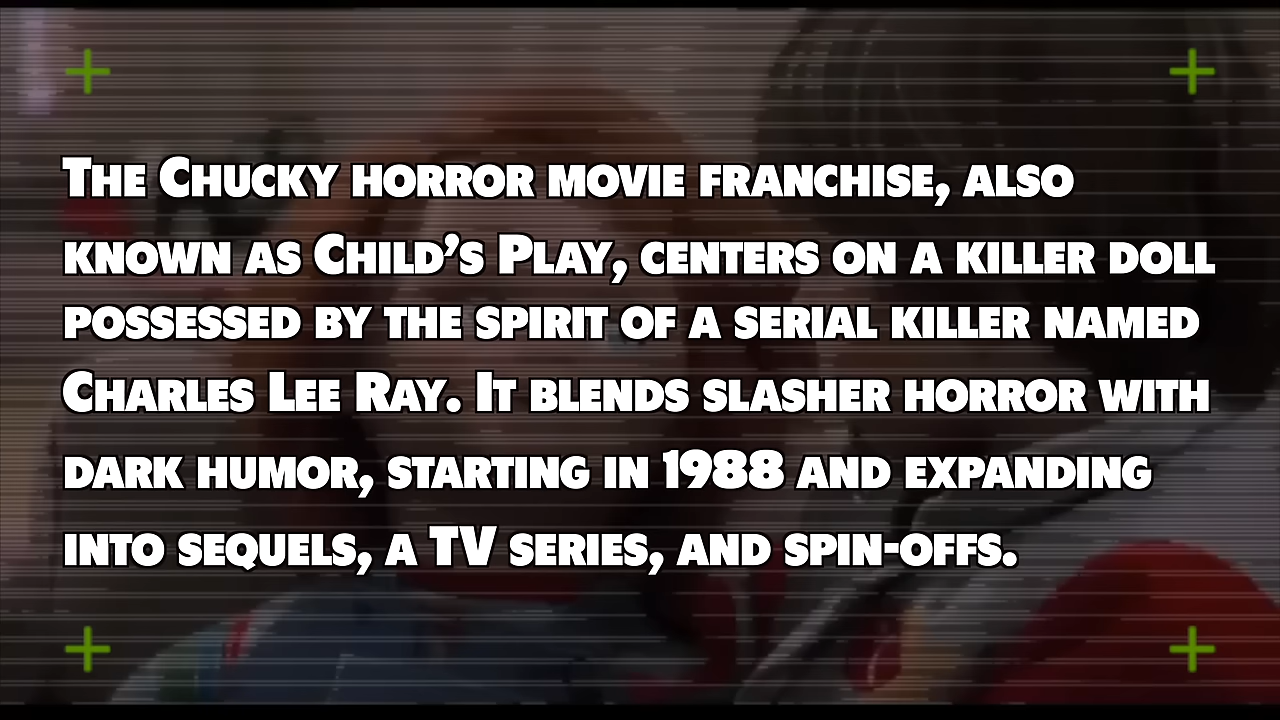 The Chucky horror movie franchise, also
known as Child’s Play, centers on a killer doll
possessed by the spirit of a serial killer named
Charles Lee Ray. It blends slasher horror with
dark humor, starting in 1988 and expanding
into sequels, a TV series, and spin-offs.